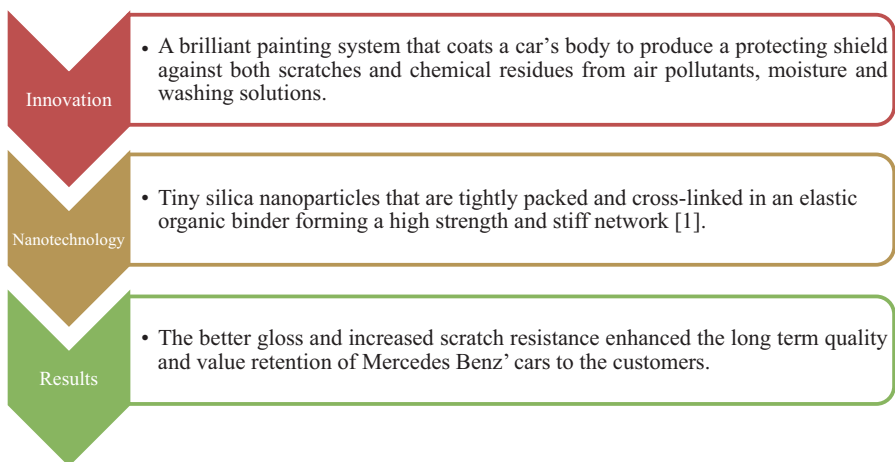 Innovation
• A brilliant painting system that coats a car's body to produce a protecting shield
against both scratches and chemical residues from air pollutants, moisture and
washing solutions.
Nanotechnology
• Tiny silica nanoparticles that are tightly packed and cross-linked in an elastic
organic binder forming a high strength and stiff network [1].
Results
• The better gloss and increased scratch resistance enhanced the long term quality
and value retention of Mercedes Benz' cars to the customers.